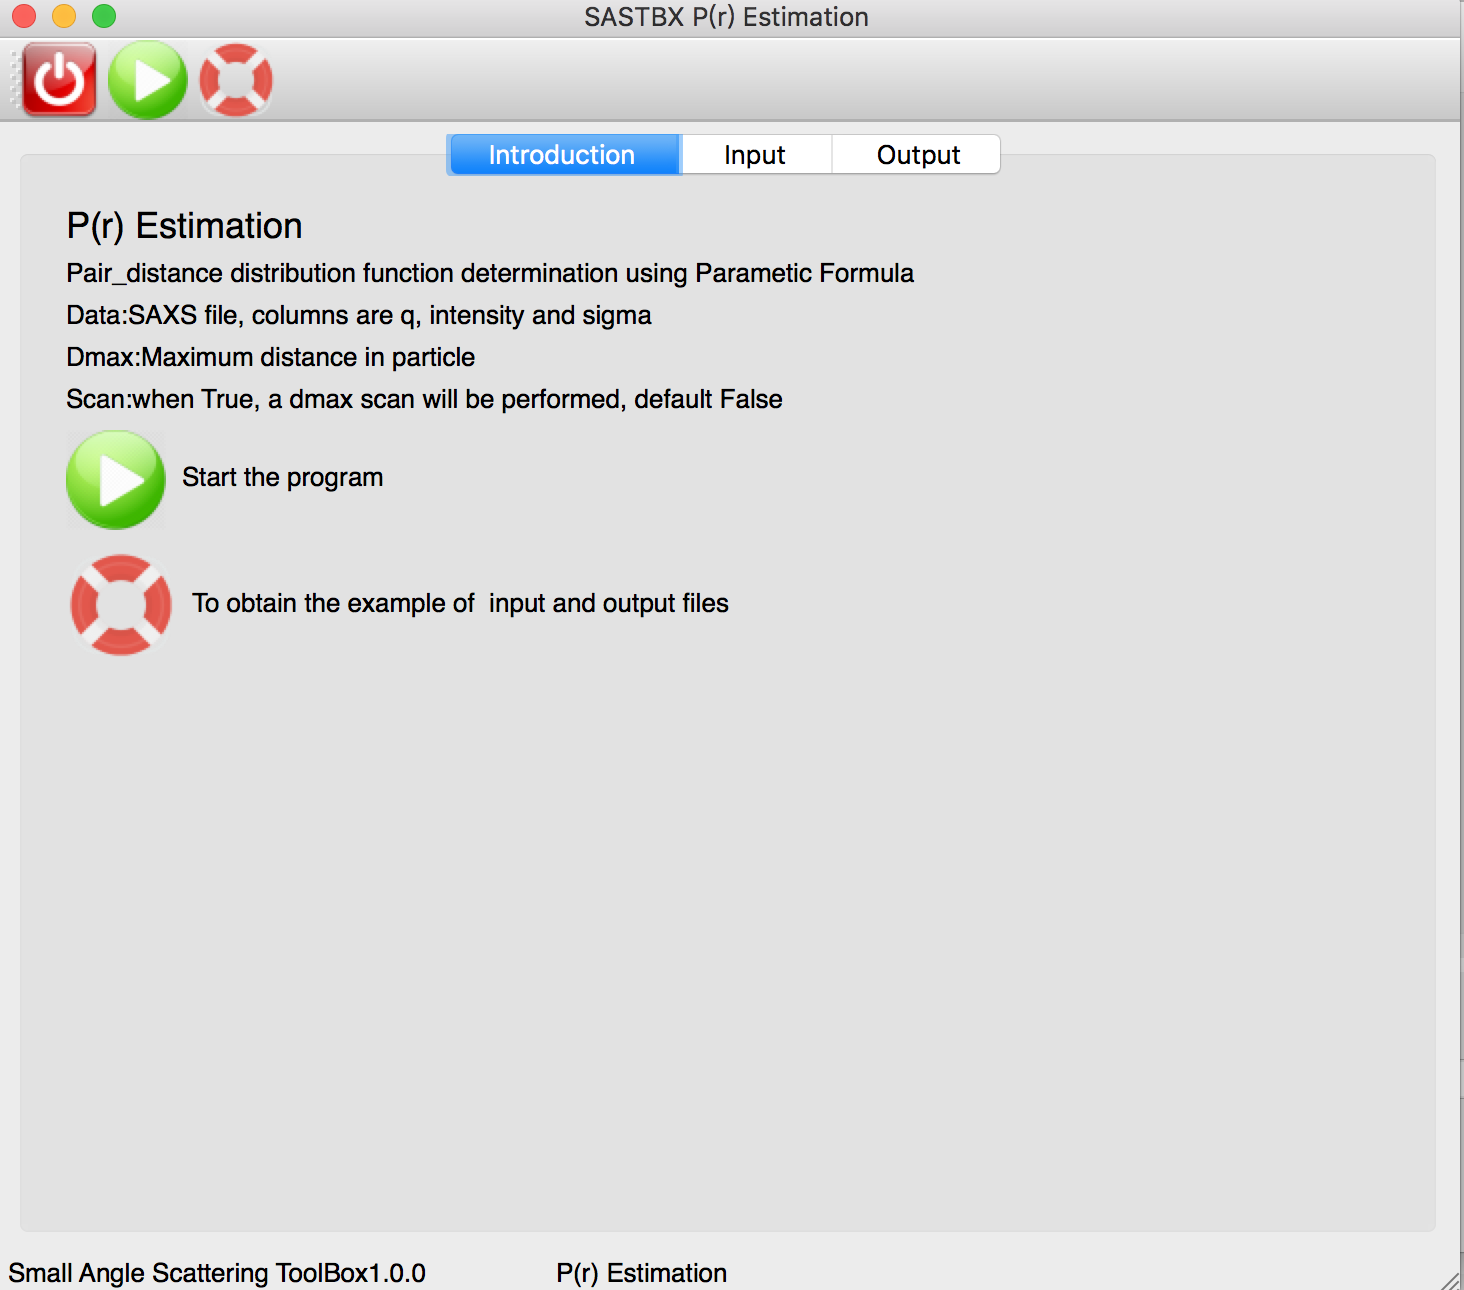 SASTBX P(r) Estimation
Introduction Input Output
P(r) Estimation
Pair_distance distribution function determination using Parametic Formula
Data:SAXS file, columns are q, intensity and sigma
Dmax:Maximum distance in particle
Scan:when True, a dmax scan will be performed, default False
Start the program
To obtain the example of  input and output files
Small Angle Scattering ToolBox1.0.0 P(r) Estimation